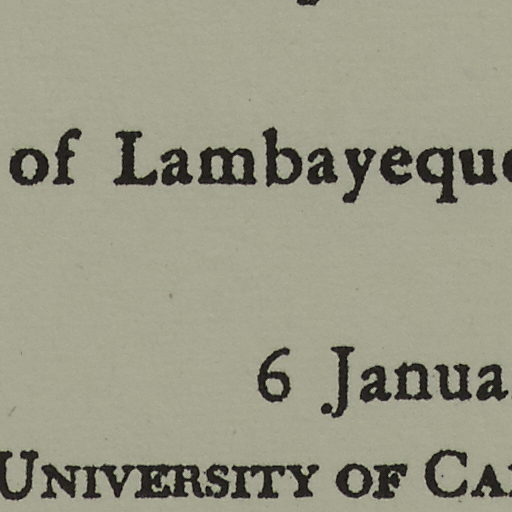 of Lambayeque
6 Janua
UNIVERSITY OF CA